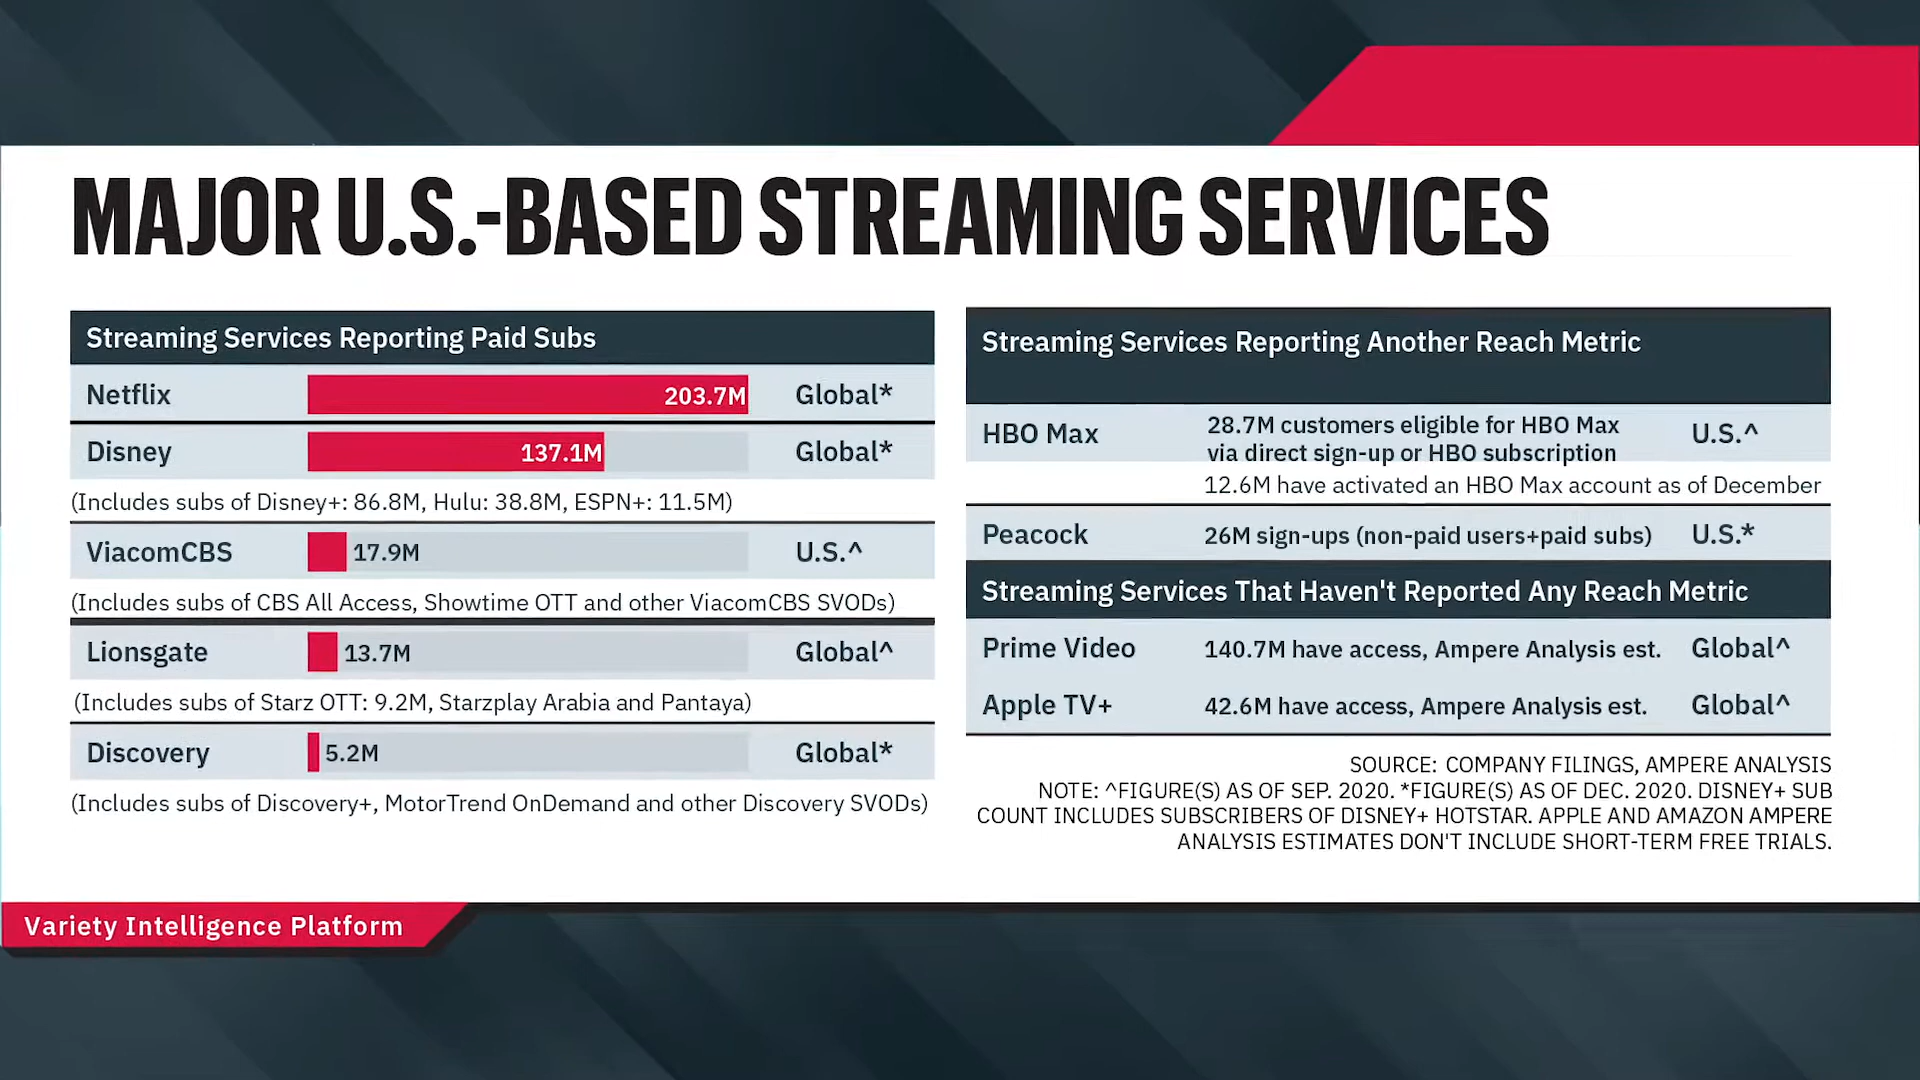 MAJOR U.S.-BASED STREAMING SERVICES
Streaming Services Reporting Paid Subs
Netflix 203.7M Global*
Disney 137.1M Global*
(Includes subs of Disney+: 86.8M, Hulu: 38.8M, ESPN+: 11.5M)
ViacomCBS 17.9M U.S.^
(Includes subs of CBS All Access, Showtime OTT and other ViacomCBS SVODs)
Lionsgate 13.7M Global^
(Includes subs of Starz OTT: 9.2M, Starzplay Arabia and Pantaya)
Discovery 5.2M Global*
(Includes subs of Discovery+, MotorTrend OnDemand and other Discovery SVODs)
Streaming Services Reporting Another Reach Metric
HBO Max 28.7M customers eligible for HBO Max U.S.^
via direct sign-up or HBO subscription
12.6M have activated an HBO Max account as of December
Peacock 26M sign-ups (non-paid users+paid subs) U.S.*
Streaming Services That Haven't Reported Any Reach Metric
Prime Video 140.7M have access, Ampere Analysis est. Global^
Apple TV+ 42.6M have access, Ampere Analysis est. Global^
SOURCE: COMPANY FILINGS, AMPERE ANALYSIS
NOTE: ^FIGURE(S) AS OF SEP. 2020. *FIGURE(S) AS OF DEC. 2020. DISNEY+ SUB
COUNT INCLUDES SUBSCRIBERS OF DISNEY+ HOTSTAR. APPLE AND AMAZON AMPERE
ANALYSIS ESTIMATES DON'T INCLUDE SHORT-TERM FREE TRIALS.
Variety Intelligence Platform